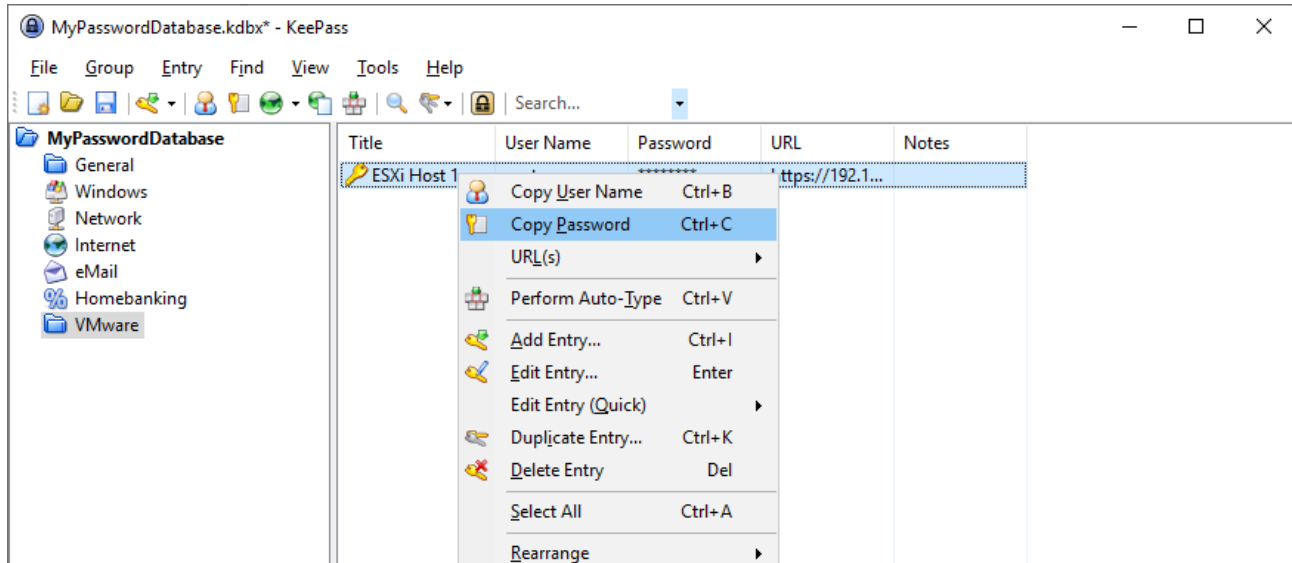 MyPasswordDatabase.kdbx* - KeePass
File Group Entry Find View Tools Help
Search...
MyPasswordDatabase
General
Windows
Network
Internet
eMail
Homebanking
VMware
Title User Name Password URL Notes
ESXi Host 1 ******** https://192.1...
Copy User Name Ctrl+B
Copy Password Ctrl+C
URL(s)
Perform Auto-Type Ctrl+V
Add Entry... Ctrl+I
Edit Entry... Enter
Edit Entry (Quick)
Duplicate Entry... Ctrl+K
Delete Entry Del
Select All Ctrl+A
Rearrange